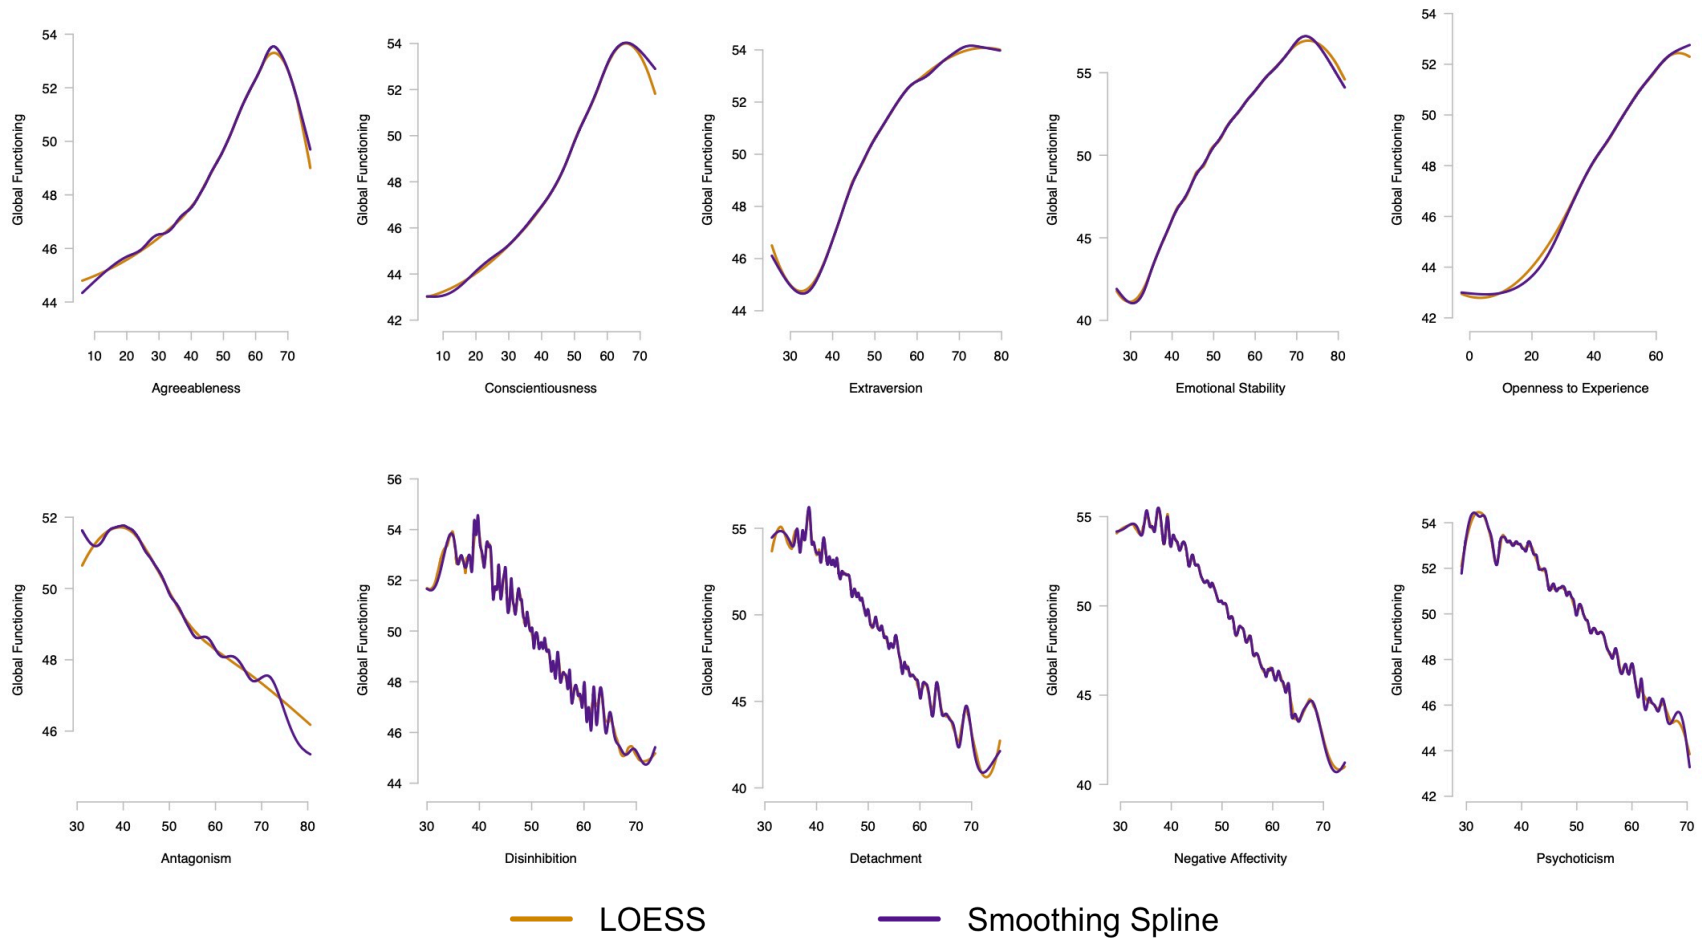 54
52
50
48
46
44
Global Functioning
10 20 30 40 50 60 70
Agreeableness
54
52
50
48
46
44
42
Global Functioning
10 20 30 40 50 60 70
Conscientiousness
54
52
50
48
46
44
Global Functioning
30 40 50 60 70 80
Extraversion
55
50
45
40
Global Functioning
30 40 50 60 70 80
Emotional Stability
54
52
50
48
46
44
42
Global Functioning
0 20 40 60
Openness to Experience
52
50
48
46
Global Functioning
30 40 50 60 70 80
Antagonism
56
54
52
50
48
46
44
Global Functioning
30 40 50 60 70
Disinhibition
55
50
45
40
Global Functioning
30 40 50 60 70
Detachment
55
50
45
40
Global Functioning
30 40 50 60 70
Negative Affectivity
54
52
50
48
46
44
42
Global Functioning
30 40 50 60 70
Psychoticism
LOESS
Smoothing Spline